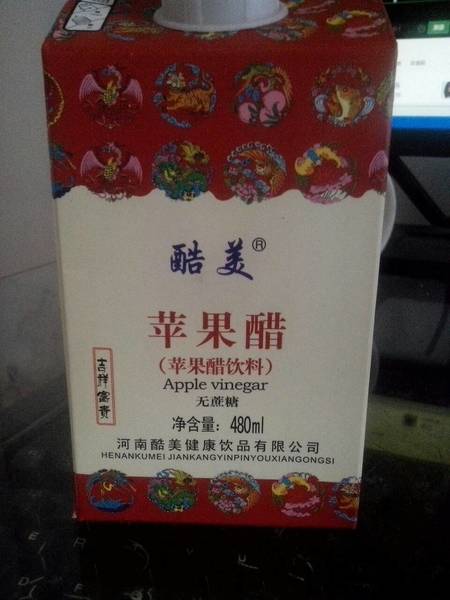 酷美®
苹果醋
(苹果醋饮料)
Apple vinegar
无蔗糖
净含量: 480ml
河南酷美健康饮品有限公司
HENANKUMEI JIANKANGYINPINYOUXIANGONGSI
吉祥富贵